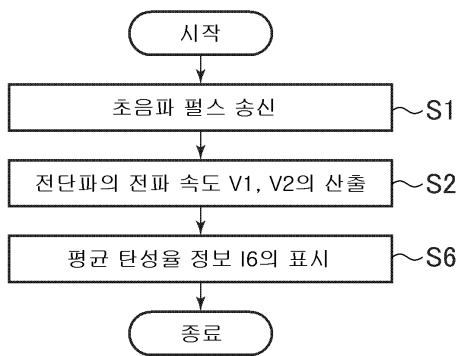 시작
초음파 펄스 송신 S1
전단파의 전파 속도 V1, V2의 산출 S2
평균 탄성율 정보 I6의 표시 S6
종료